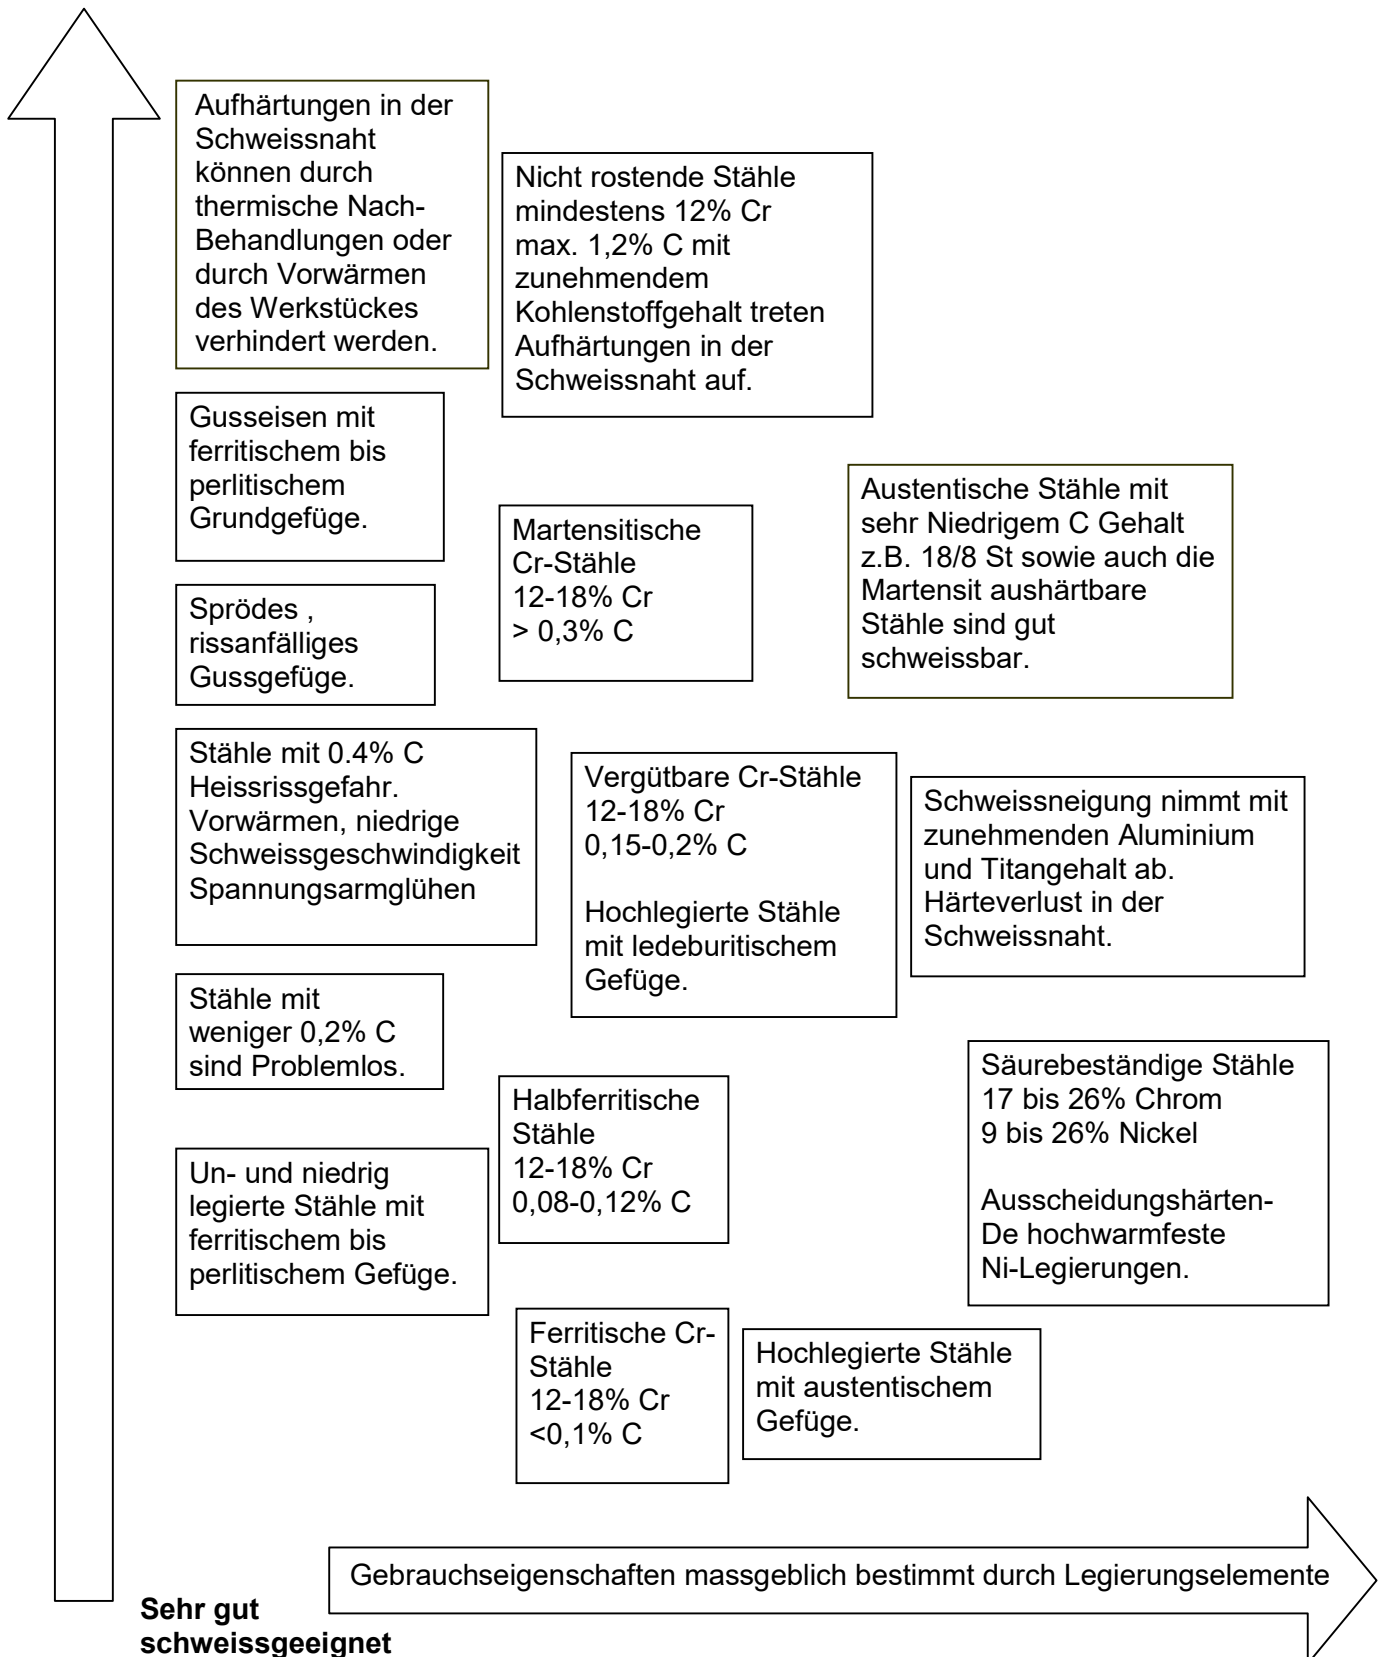 Aufhärtungen in der
Schweissnaht
können durch
thermische Nach-
Behandlungen oder
durch Vorwärmen
des Werkstückes
verhindert werden.
Nicht rostende Stähle
mindestens 12% Cr
max. 1,2% C mit
zunehmendem
Kohlenstoffgehalt treten
Aufhärtungen in der
Schweissnaht auf.
Gusseisen mit
ferritischem bis
perlitischem
Grundgefüge.
Martensitische
Cr-Stähle
12-18% Cr
> 0,3% C
Austentische Stähle mit
sehr Niedrigem C Gehalt
z.B. 18/8 St sowie auch die
Martensit aushärtbare
Stähle sind gut
schweissbar.
Sprödes ,
rissanfälliges
Gussgefüge.
Stähle mit 0.4% C
Heissrissgefahr.
Vorwärmen, niedrige
Schweissgeschwindigkeit
Spannungsarmglühen
Vergütbare Cr-Stähle
12-18% Cr
0,15-0,2% C
Hochlegierte Stähle
mit ledeburitischem
Gefüge.
Schweissneigung nimmt mit
zunehmenden Aluminium
und Titangehalt ab.
Härteverlust in der
Schweissnaht.
Stähle mit
weniger 0,2% C
sind Problemlos.
Halbferritische
Stähle
12-18% Cr
0,08-0,12% C
Säurebeständige Stähle
17 bis 26% Chrom
9 bis 26% Nickel
Ausscheidungshärten-
De hochwarmfeste
Ni-Legierungen.
Un- und niedrig
legierte Stähle mit
ferritischem bis
perlitischem Gefüge.
Ferritische Cr-
Stähle
12-18% Cr
<0,1% C
Hochlegierte Stähle
mit austentischem
Gefüge.
Gebrauchseigenschaften massgeblich bestimmt durch Legierungselemente
Sehr gut
schweissgeeignet